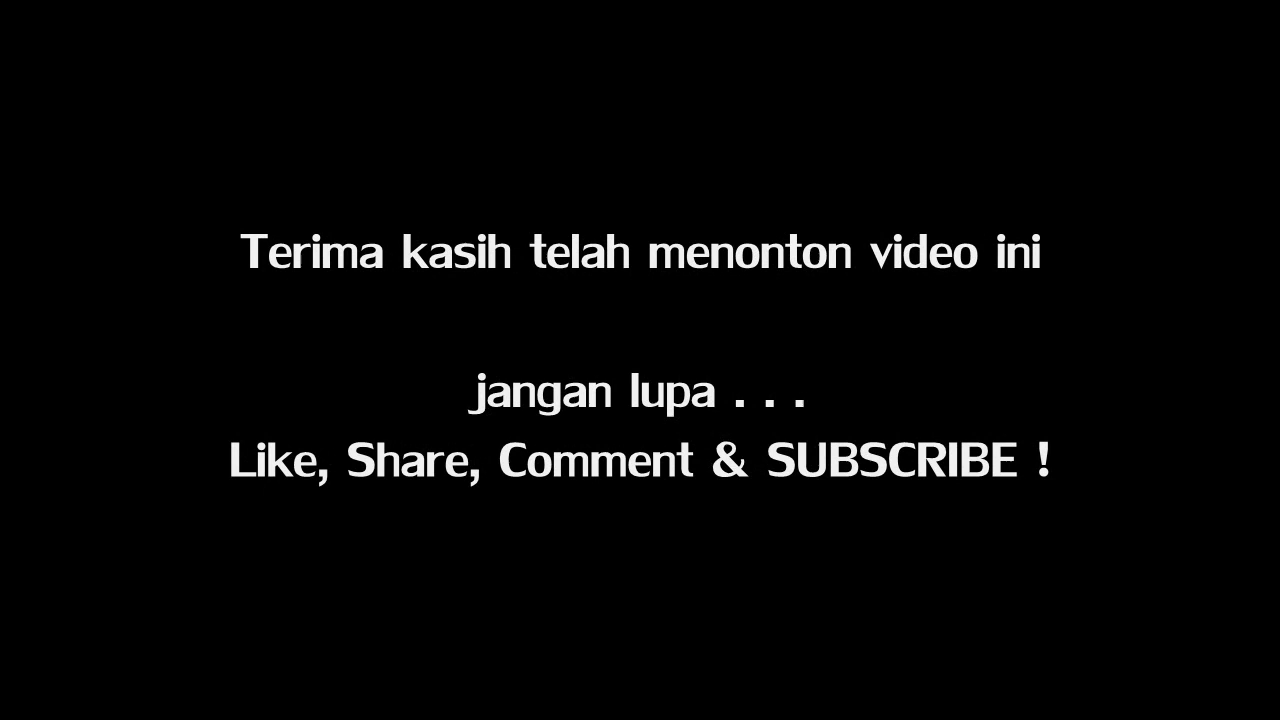 Terima kasih telah menonton video ini
jangan lupa . . .
Like, Share, Comment & SUBSCRIBE !